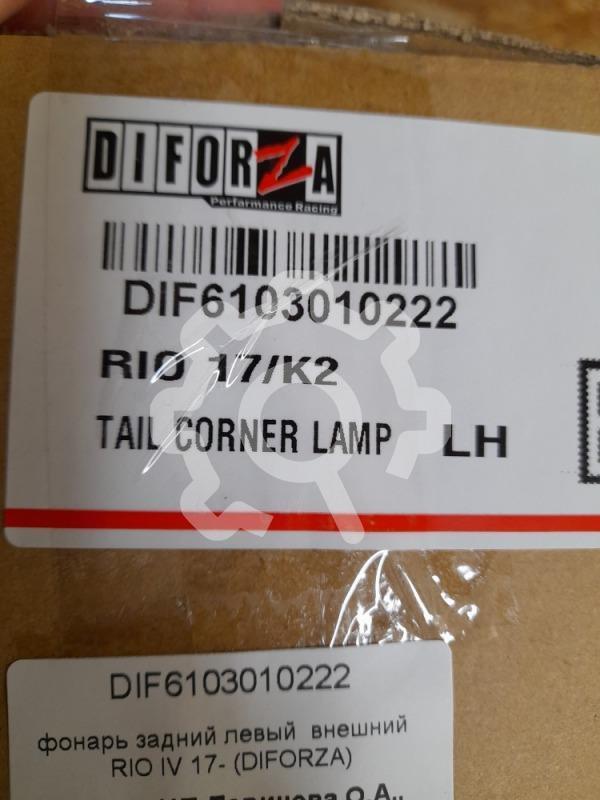 DIFORZA
Performance Racing
DIF6103010222
RIO 17/K2
TAIL CORNER LAMP LH
DIF6103010222
фонарь задний левый внешний
RIO IV 17- (DIFORZA)